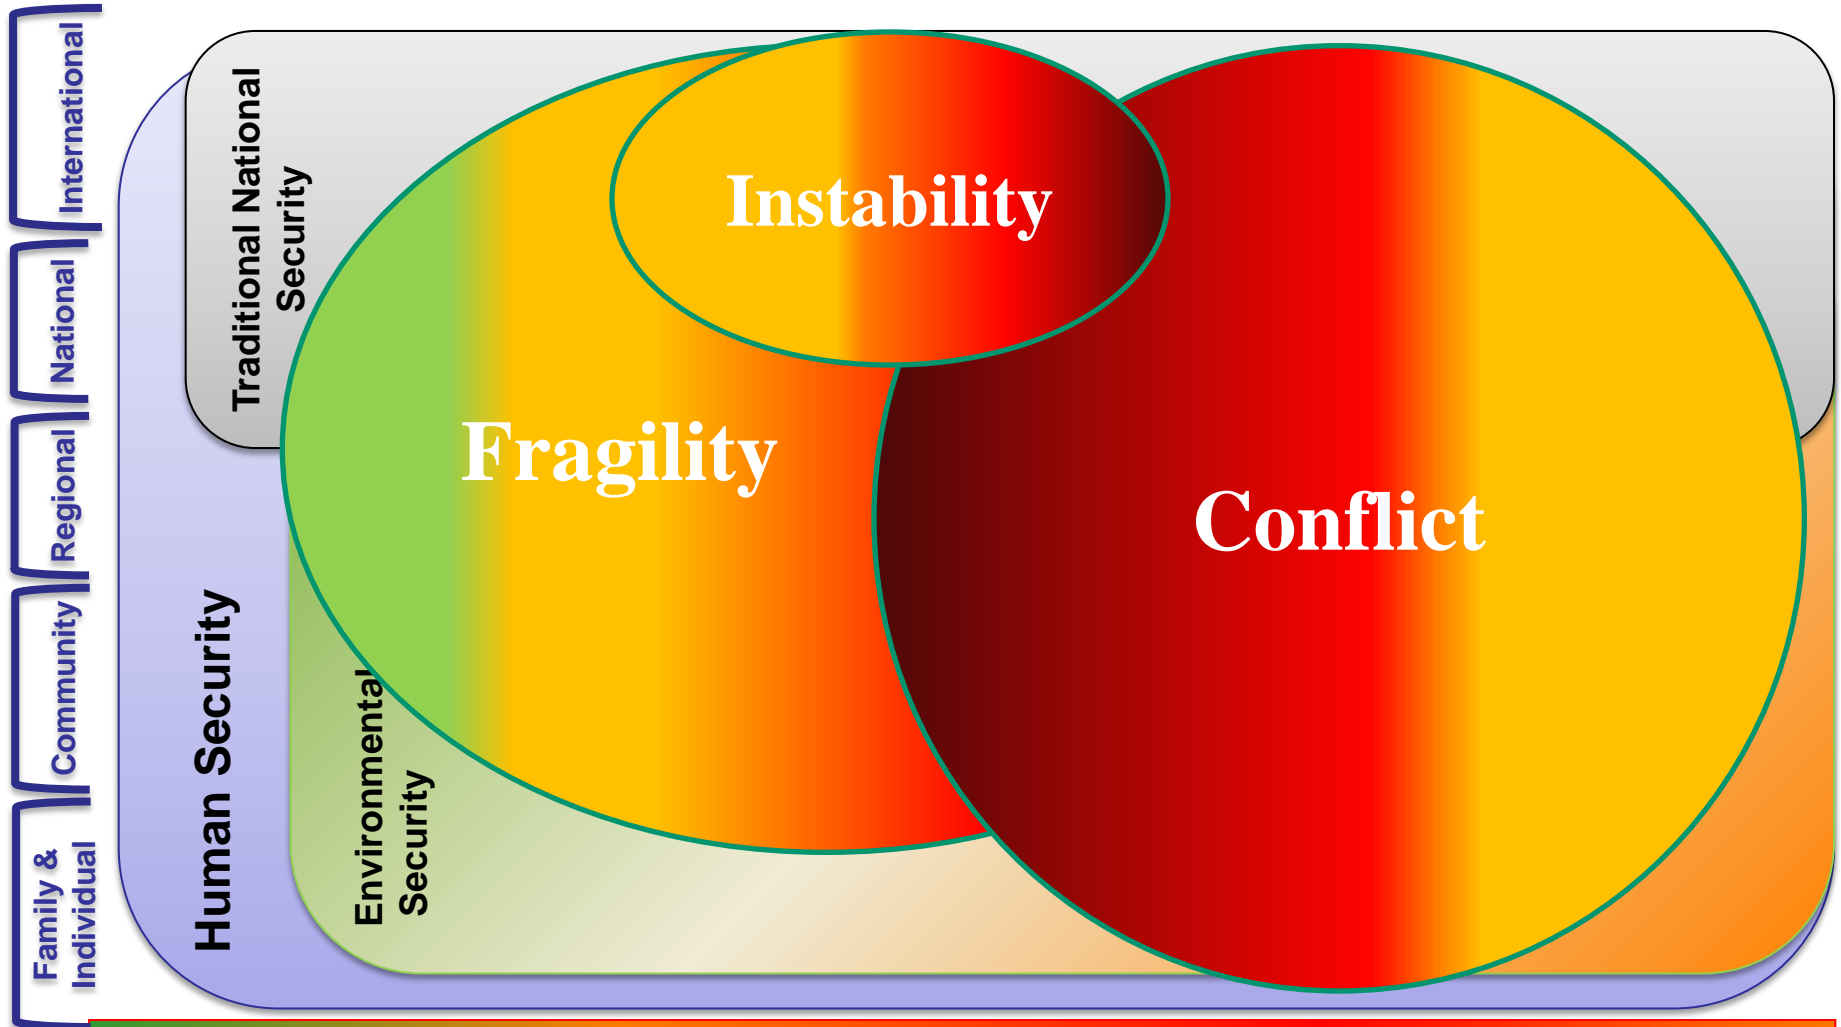 International
National
Regional
Community
Family &
Individual
Traditional National
Security
Human Security
Environmental
Security
Instability
Fragility
Conflict